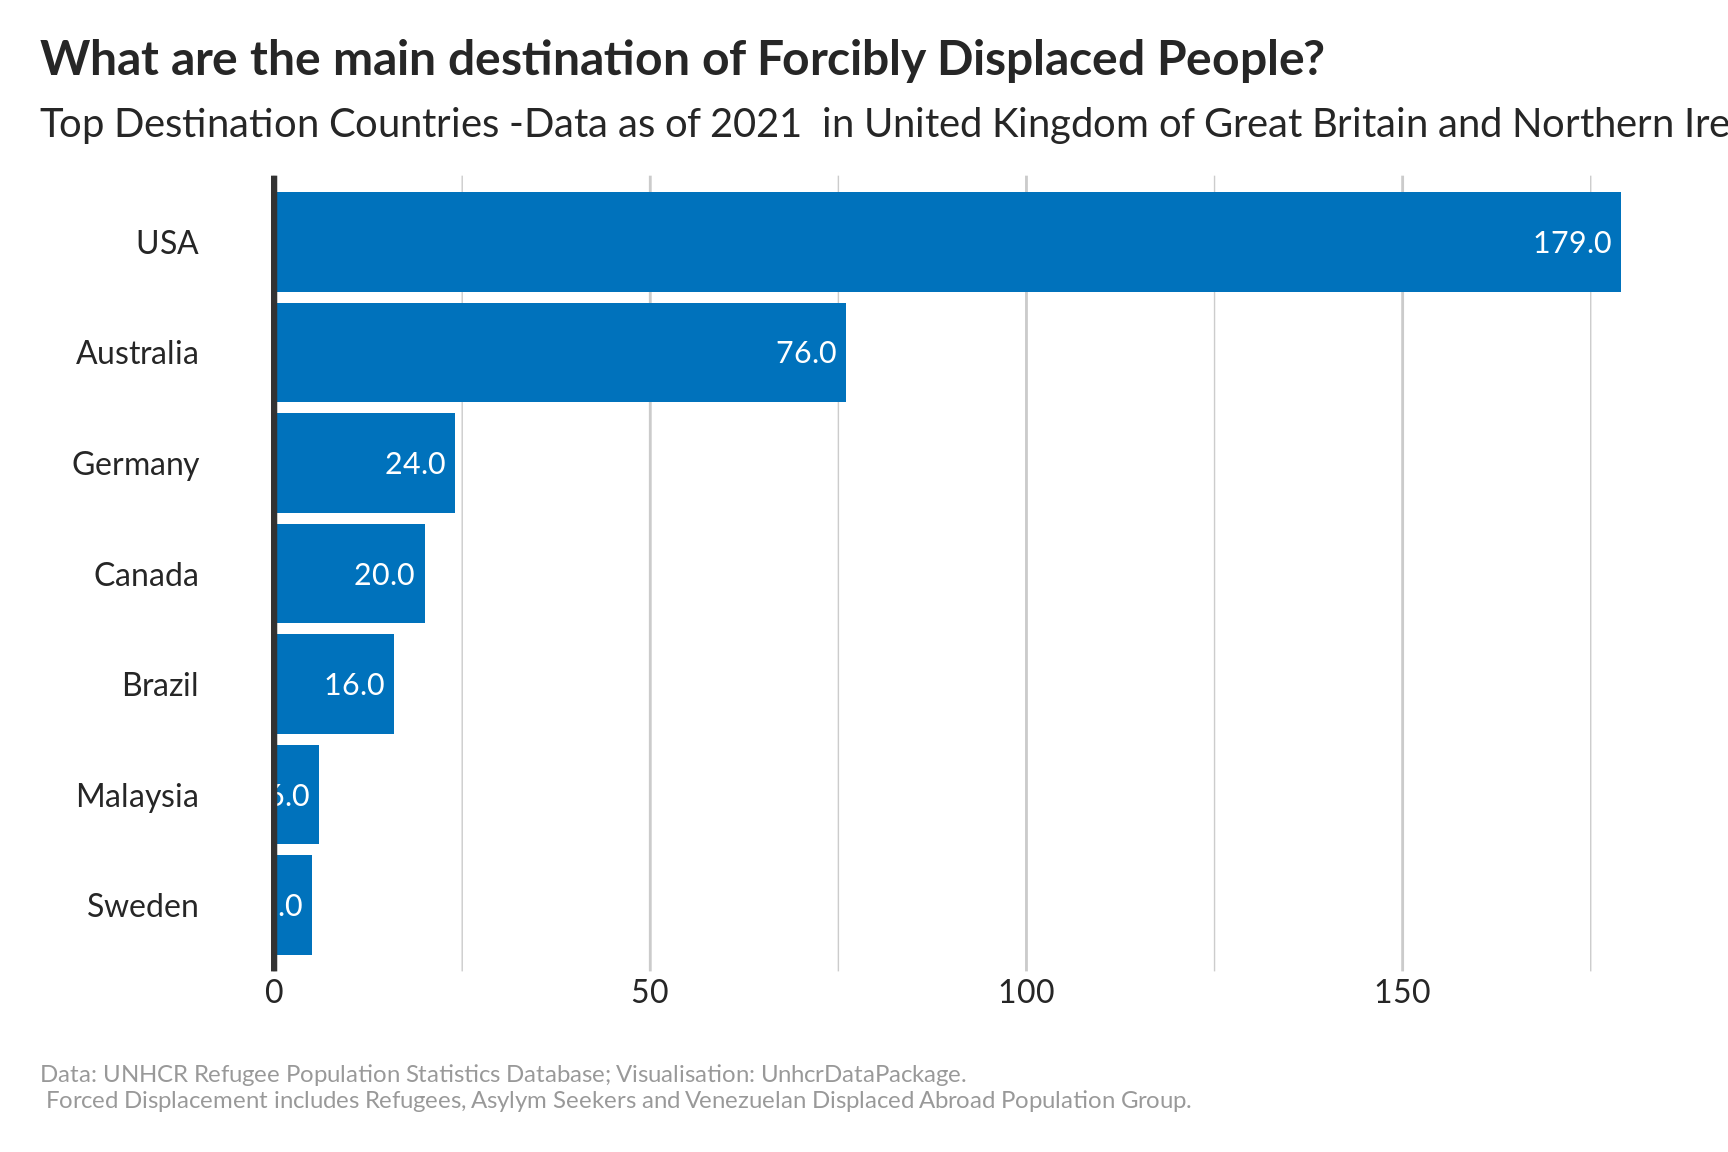 What are the main destination of Forcibly Displaced People?
Top Destination Countries -Data as of 2021  in United Kingdom of Great Britain and Northern Ire
USA 179.0
Australia 76.0
Germany 24.0
Canada 20.0
Brazil 16.0
Malaysia 6.0
Sweden .0
0 50 100 150
Data: UNHCR Refugee Population Statistics Database; Visualisation: UnhcrDataPackage.
Forced Displacement includes Refugees, Asylym Seekers and Venezuelan Displaced Abroad Population Group.